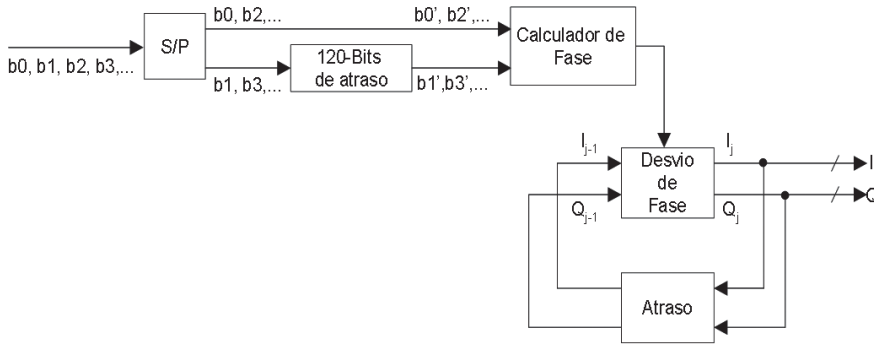 b0, b1, b2, b3,...
S/P
b0, b2,...
b1, b3,...
120-Bits
de atraso
b0', b2',...
b1',b3',...
Calculador de
Fase
I j-1
Q j-1
Desvio
de
Fase
I j
Q j
I
Q
Atraso